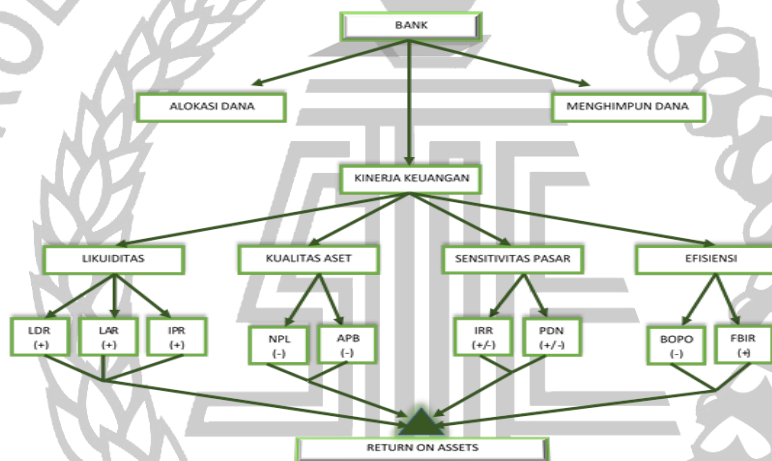 BANK
ALOKASI DANA
MENGHIMPUN DANA
KINERJA KEUANGAN
LIKUIDITAS
KUALITAS ASET
SENSITIVITAS PASAR
EFISIENSI
LDR
(+)
LAR
(+)
IPR
(+)
NPL
(-)
APB
(-)
IRR
(+/-)
PDN
(+/-)
BOPO
(-)
FBIR
(+)
RETURN ON ASSETS